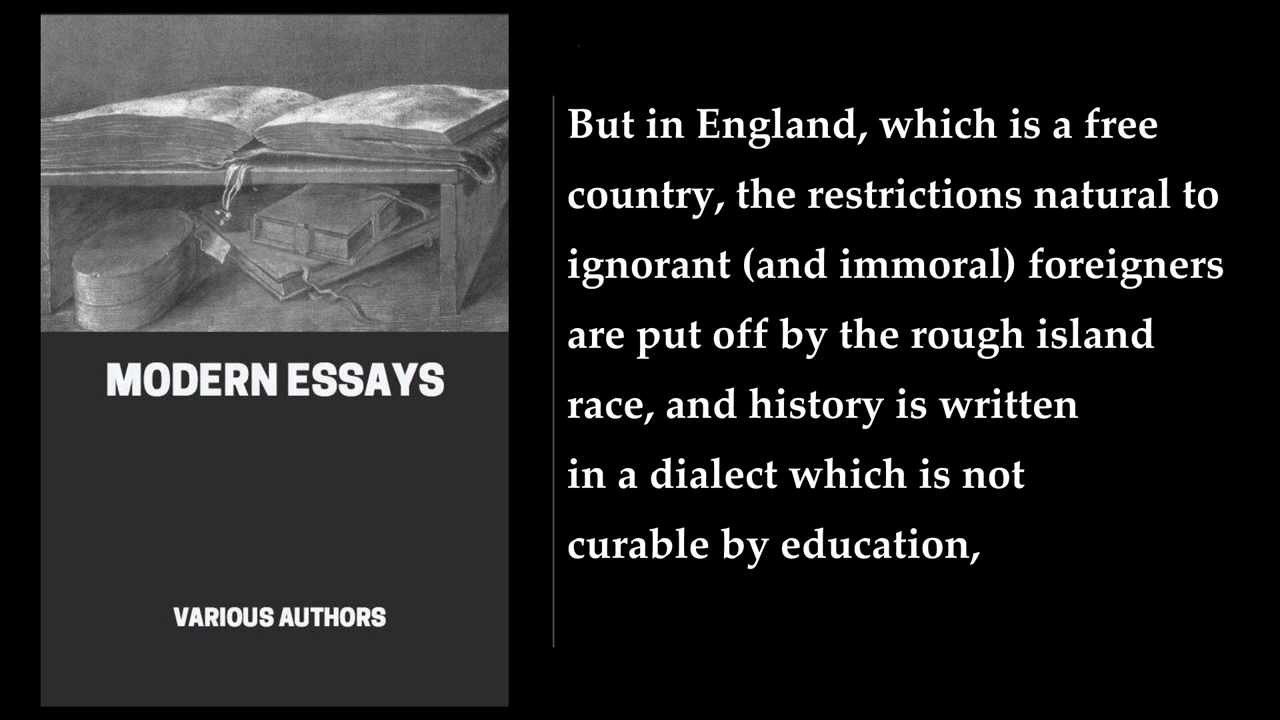 MODERN ESSAYS
VARIOUS AUTHORS
But in England, which is a free
country, the restrictions natural to
ignorant (and immoral) foreigners
are put off by the rough island
race, and history is written
in a dialect which is not
curable by education,